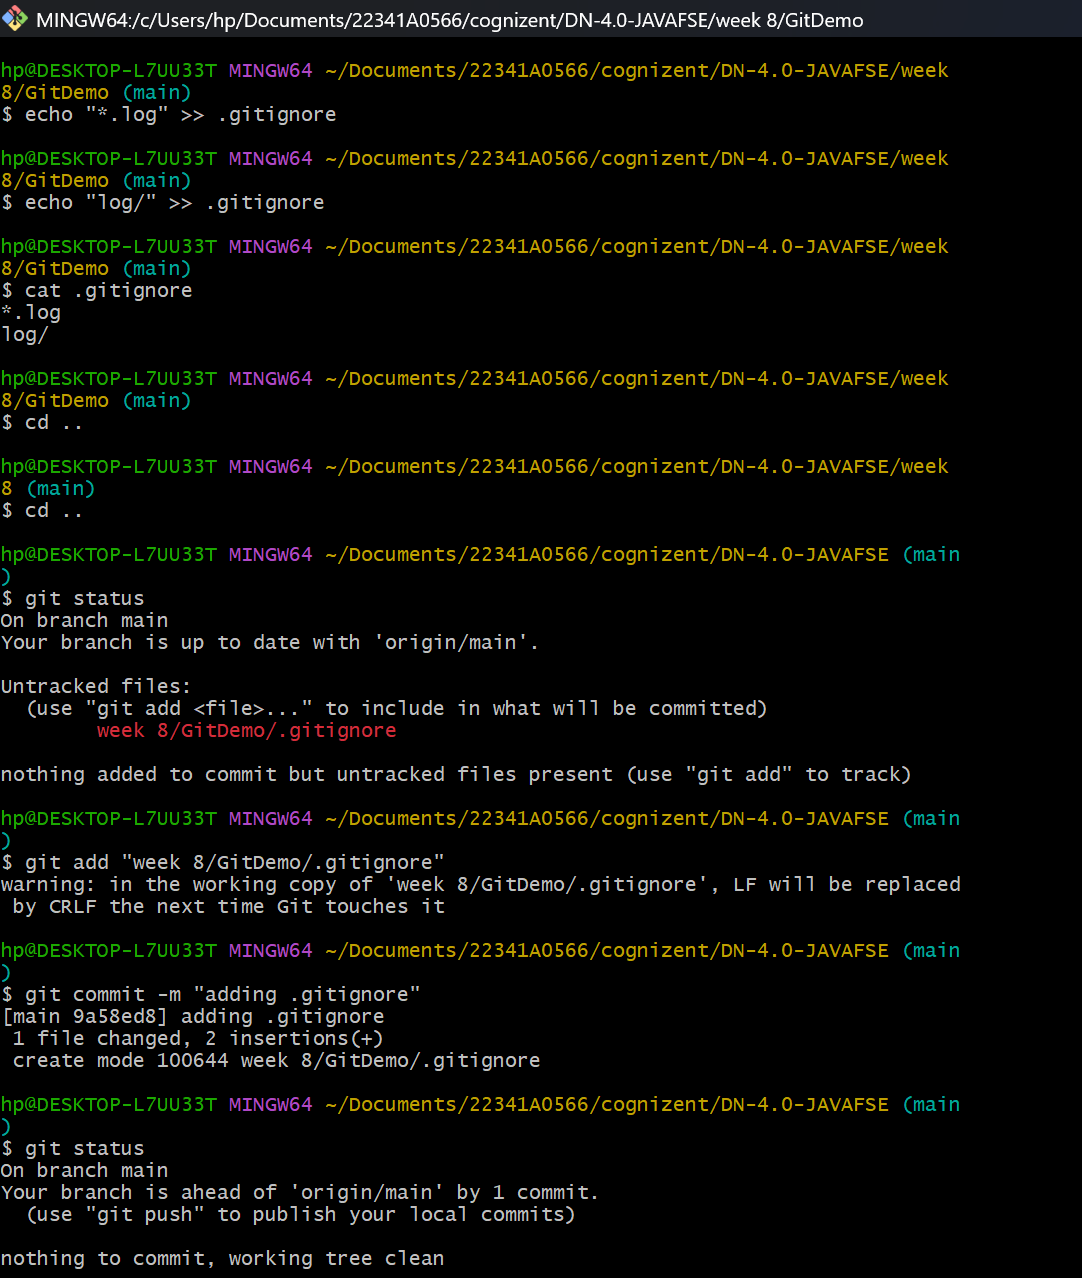 MINGW64:/c/Users/hp/Documents/22341A0566/cognizent/DN-4.0-JAVAFSE/week 8/GitDemo
hp@DESKTOP-L7UU33T MINGW64 ~/Documents/22341A0566/cognizent/DN-4.0-JAVAFSE/week
8/GitDemo (main)
$ echo "*.log" >> .gitignore
hp@DESKTOP-L7UU33T MINGW64 ~/Documents/22341A0566/cognizent/DN-4.0-JAVAFSE/week
8/GitDemo (main)
$ echo "log/" >> .gitignore
hp@DESKTOP-L7UU33T MINGW64 ~/Documents/22341A0566/cognizent/DN-4.0-JAVAFSE/week
8/GitDemo (main)
$ cat .gitignore
*.log
log/
hp@DESKTOP-L7UU33T MINGW64 ~/Documents/22341A0566/cognizent/DN-4.0-JAVAFSE/week
8/GitDemo (main)
$ cd ..
hp@DESKTOP-L7UU33T MINGW64 ~/Documents/22341A0566/cognizent/DN-4.0-JAVAFSE/week
8 (main)
$ cd ..
hp@DESKTOP-L7UU33T MINGW64 ~/Documents/22341A0566/cognizent/DN-4.0-JAVAFSE (main
)
$ git status
On branch main
Your branch is up to date with 'origin/main'.
Untracked files:
  (use "git add <file>..." to include in what will be committed)
        week 8/GitDemo/.gitignore
nothing added to commit but untracked files present (use "git add" to track)
hp@DESKTOP-L7UU33T MINGW64 ~/Documents/22341A0566/cognizent/DN-4.0-JAVAFSE (main
)
$ git add "week 8/GitDemo/.gitignore"
warning: in the working copy of 'week 8/GitDemo/.gitignore', LF will be replaced
 by CRLF the next time Git touches it
hp@DESKTOP-L7UU33T MINGW64 ~/Documents/22341A0566/cognizent/DN-4.0-JAVAFSE (main
)
$ git commit -m "adding .gitignore"
[main 9a58ed8] adding .gitignore
 1 file changed, 2 insertions(+)
 create mode 100644 week 8/GitDemo/.gitignore
hp@DESKTOP-L7UU33T MINGW64 ~/Documents/22341A0566/cognizent/DN-4.0-JAVAFSE (main
)
$ git status
On branch main
Your branch is ahead of 'origin/main' by 1 commit.
  (use "git push" to publish your local commits)
nothing to commit, working tree clean